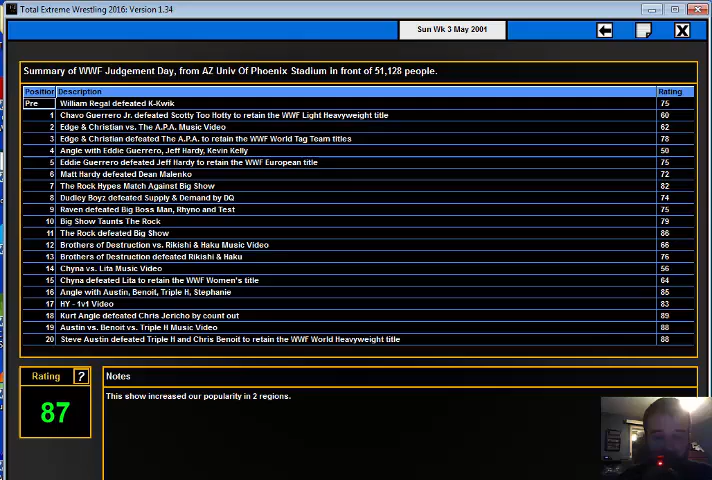 Total Extreme Wrestling 2016: Version 1.34
Sun Wk 3 May 2001
Summary of WWF Judgement Day, from AZ Univ Of Phoenix Stadium in front of 51,128 people.
Position Description Rating
Pre William Regal defeated K-Kwik 75
1 Chavo Guerrero Jr. defeated Scotty Too Hotty to retain the WWF Light Heavyweight title 60
2 Edge & Christian vs. The A.P.A. Music Video 62
3 Edge & Christian defeated The A.P.A. to retain the WWF World Tag Team titles 78
4 Angle with Eddie Guerrero, Jeff Hardy, Kevin Kelly 50
5 Eddie Guerrero defeated Jeff Hardy to retain the WWF European title 75
6 Matt Hardy defeated Dean Malenko 72
7 The Rock Hypes Match Against Big Show 82
8 Dudley Boyz defeated Supply & Demand by DQ 74
9 Raven defeated Big Boss Man, Rhyno and Test 75
10 Big Show Taunts The Rock 79
11 The Rock defeated Big Show 86
12 Brothers of Destruction vs. Rikishi & Haku Music Video 66
13 Brothers of Destruction defeated Rikishi & Haku 76
14 Chyna vs. Lita Music Video 56
15 Chyna defeated Lita to retain the WWF Women's title 64
16 Angle with Austin, Benoit, Triple H, Stephanie 85
17 HY - 1v1 Video 83
18 Kurt Angle defeated Chris Jericho by count out 89
19 Austin vs. Benoit vs. Triple H Music Video 88
20 Steve Austin defeated Triple H and Chris Benoit to retain the WWF World Heavyweight title 88
Rating ? Notes
87 This show increased our popularity in 2 regions.